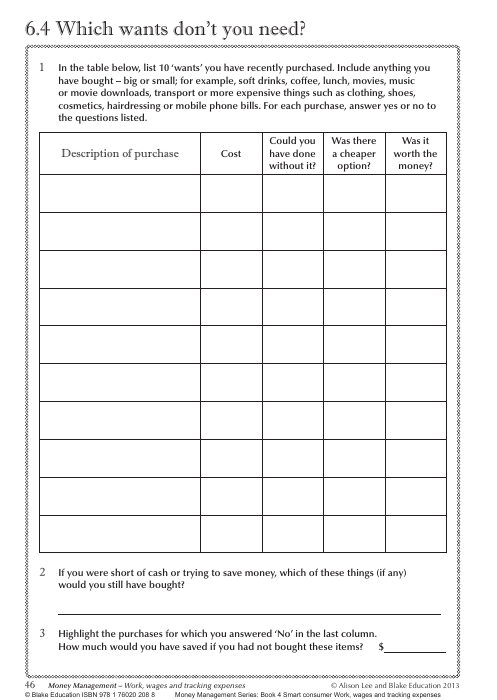 6.4 Which wants don't you need?
1 In the table below, list 10 'wants' you have recently purchased. Include anything you
have bought – big or small; for example, soft drinks, coffee, lunch, movies, music
or movie downloads, transport or more expensive things such as clothing, shoes,
cosmetics, hairdressing or mobile phone bills. For each purchase, answer yes or no to
the questions listed.
Description of purchase
Cost
Could you
have done
without it?
Was there
a cheaper
option?
Was it
worth the
money?
2 If you were short of cash or trying to save money, which of these things (if any)
would you still have bought?
3 Highlight the purchases for which you answered 'No' in the last column.
How much would you have saved if you had not bought these items? $
46 Money Management – Work, wages and tracking expenses © Alison Lee and Blake Education 2013
© Blake Education ISBN 978 1 76020 208 8 Money Management Series: Book 4 Smart consumer Work, wages and tracking expenses